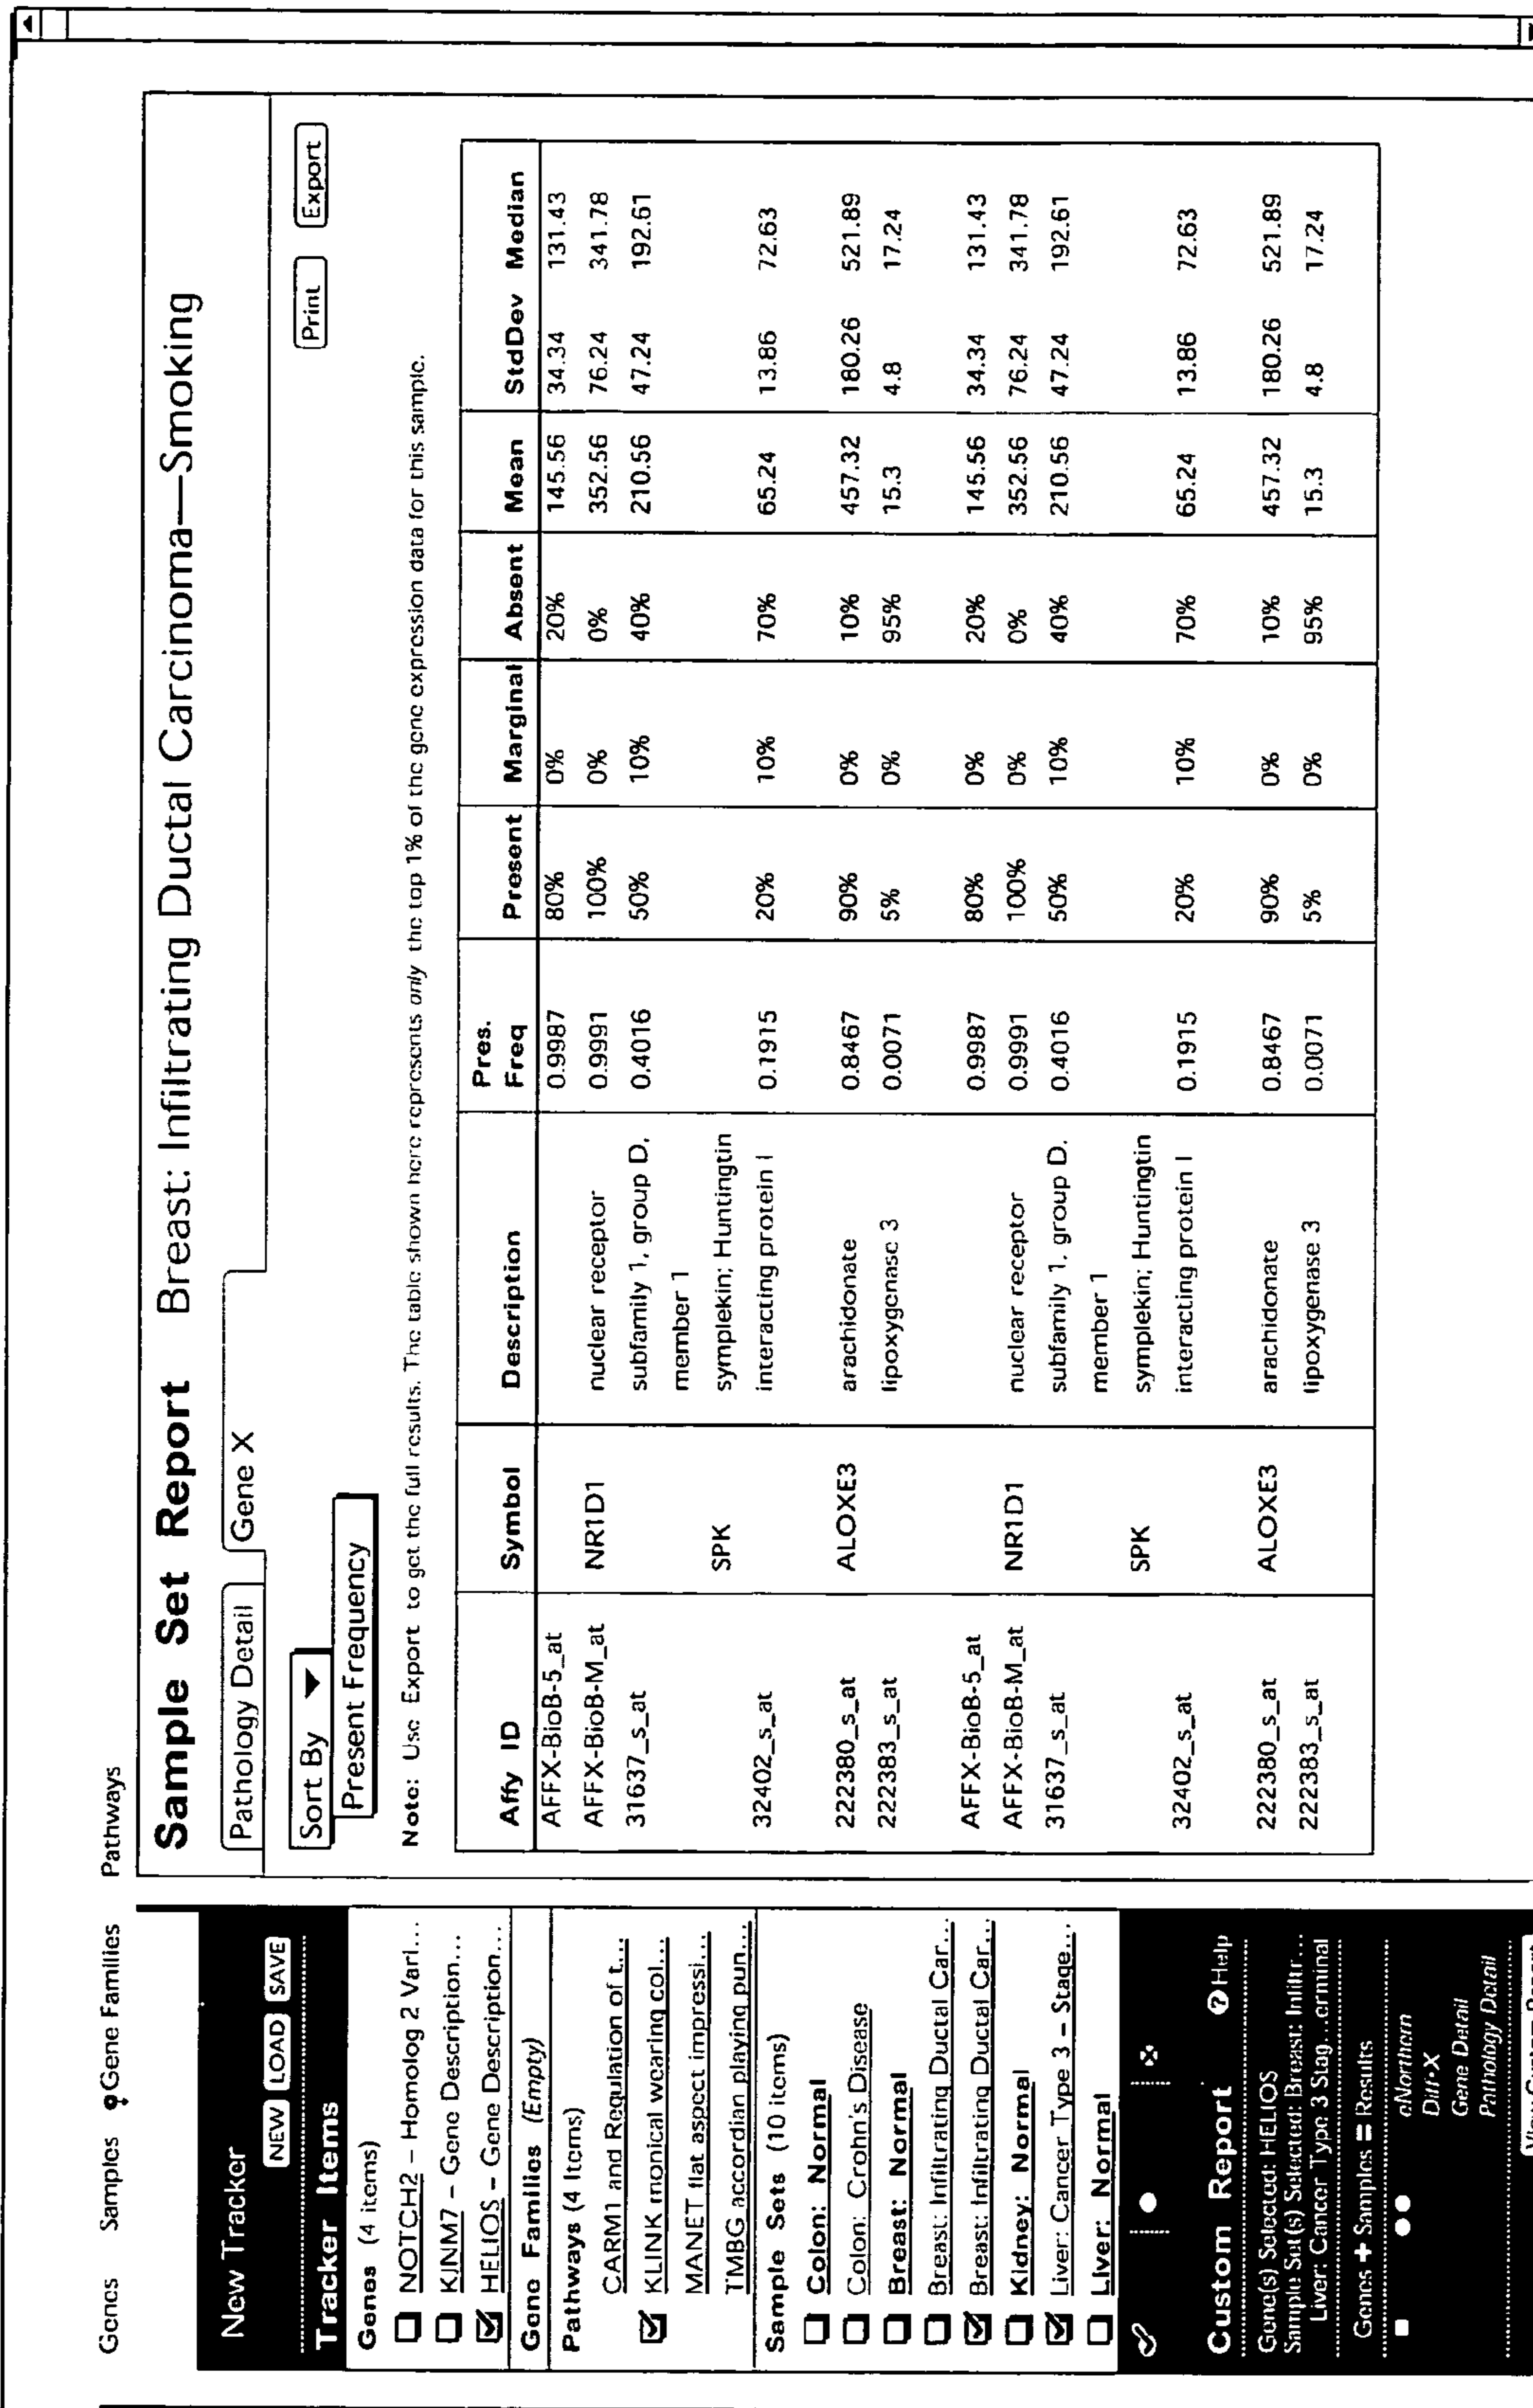 Genes Samples Gene Families Pathways
New Tracker
NEW LOAD SAVE
Tracker Items
Genes (4 items)
NOTCH2 – Homolog 2 Vari...
KJNM7 – Gene Description...
HELIOS – Gene Description...
Gene Families (Empty)
Pathways (4 Items)
CARM1 and Regulation of t...
KLINK monical wearing col...
MANET flat aspect impressi...
TMBG accordian playing pun...
Sample Sets (10 items)
Colon: Normal
Colon: Crohn's Disease
Breast: Normal
Breast: Infiltrating Ductal Car...
Breast: Infiltrating Ductal Car...
Kidney: Normal
Liver: Cancer Type 3 – Stage...
Liver: Normal
Custom Report ?Help
Gene(s) Selected: HELIOS
Sample Set(s) Selected: Breast: Infiltr...
Liver: Cancer Type 3 Stag...erminal
Genes + Samples = Results
eNorthern
Diff•X
Gene Detail
Pathology Detail
View Custom Report
Sample Set Report Breast: Infiltrating Ductal Carcinoma—Smoking
Pathology Detail Gene X
Sort By Print Export
Present Frequency
Note: Use Export to get the full results. The table shown here represents only the top 1% of the gene expression data for this sample.
Pres.
Affy ID Symbol Description Freq Present Marginal Absent Mean StdDev Median
AFFX-BioB-5_at 0.9987 80% 0% 20% 145.56 34.34 131.43
AFFX-BioB-M_at NR1D1 nuclear receptor 0.9991 100% 0% 0% 352.56 76.24 341.78
31637_s_at subfamily 1, group D, 0.4016 50% 10% 40% 210.56 47.24 192.61
member 1
SPK symplekin; Huntingtin
32402_s_at interacting protein I 0.1915 20% 10% 70% 65.24 13.86 72.63
222380_s_at ALOXE3 arachidonate 0.8467 90% 0% 10% 457.32 180.26 521.89
222383_s_at lipoxygenase 3 0.0071 5% 0% 95% 15.3 4.8 17.24
AFFX-BioB-5_at 0.9987 80% 0% 20% 145.56 34.34 131.43
AFFX-BioB-M_at NR1D1 nuclear receptor 0.9991 100% 0% 0% 352.56 76.24 341.78
31637_s_at subfamily 1, group D. 0.4016 50% 10% 40% 210.56 47.24 192.61
member 1
SPK symplekin; Huntingtin
32402_s_at interacting protein I 0.1915 20% 10% 70% 65.24 13.86 72.63
222380_s_at ALOXE3 arachidonate 0.8467 90% 0% 10% 457.32 180.26 521.89
222383_s_at lipoxygenase 3 0.0071 5% 0% 95% 15.3 4.8 17.24